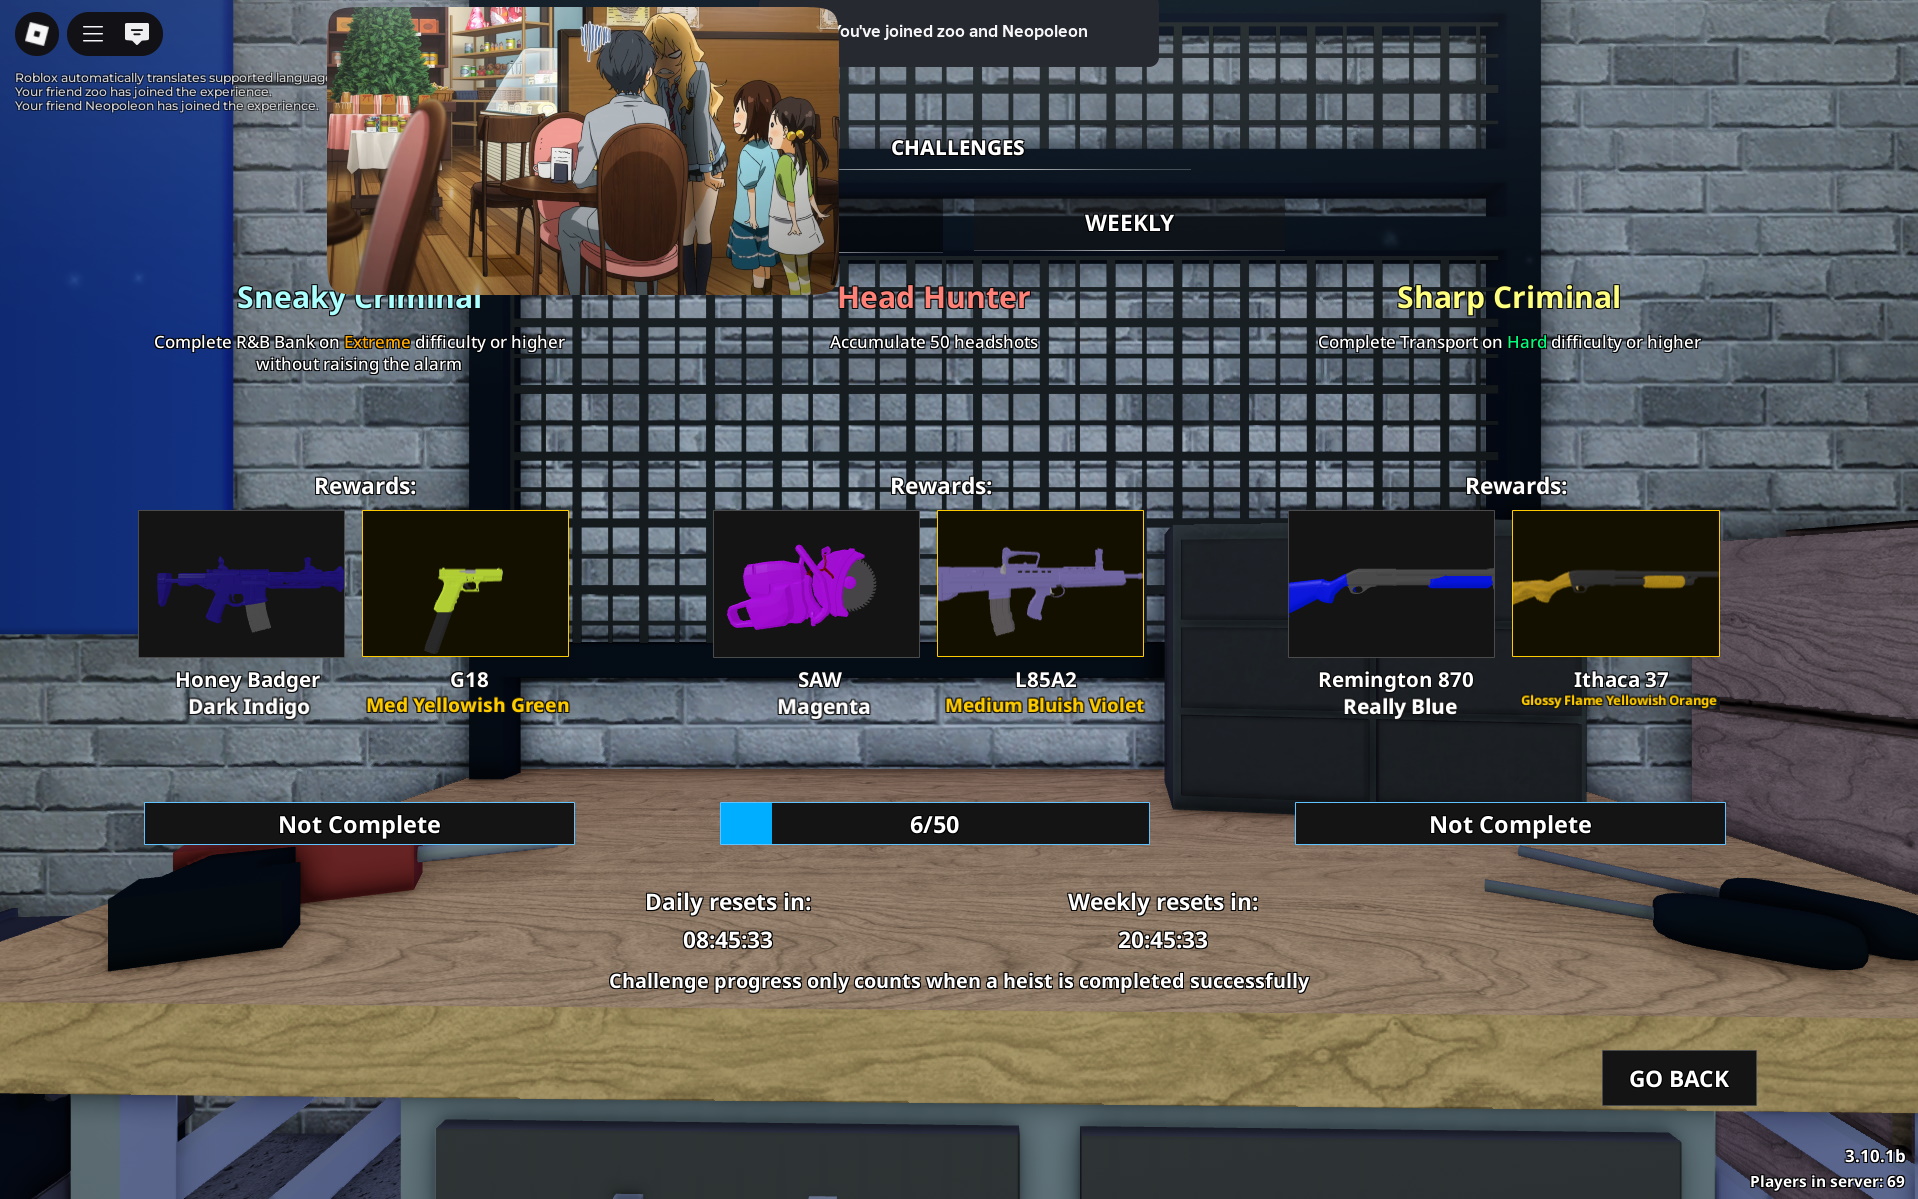 You've joined zoo and Neopoleon
Roblox automatically translates supported language
Your friend zoo has joined the experience.
Your friend Neopoleon has joined the experience.
CHALLENGES
WEEKLY
Sneaky Criminal
Complete R&B Bank on Extreme difficulty or higher
without raising the alarm
Rewards:
Honey Badger
Dark Indigo
G18
Med Yellowish Green
Not Complete
Head Hunter
Accumulate 50 headshots
Rewards:
SAW
Magenta
L85A2
Medium Bluish Violet
6/50
Sharp Criminal
Complete Transport on Hard difficulty or higher
Rewards:
Remington 870
Really Blue
Ithaca 37
Glossy Flame Yellowish Orange
Not Complete
Daily resets in:
08:45:33
Weekly resets in:
20:45:33
Challenge progress only counts when a heist is completed successfully
GO BACK
3.10.1b
Players in server: 69